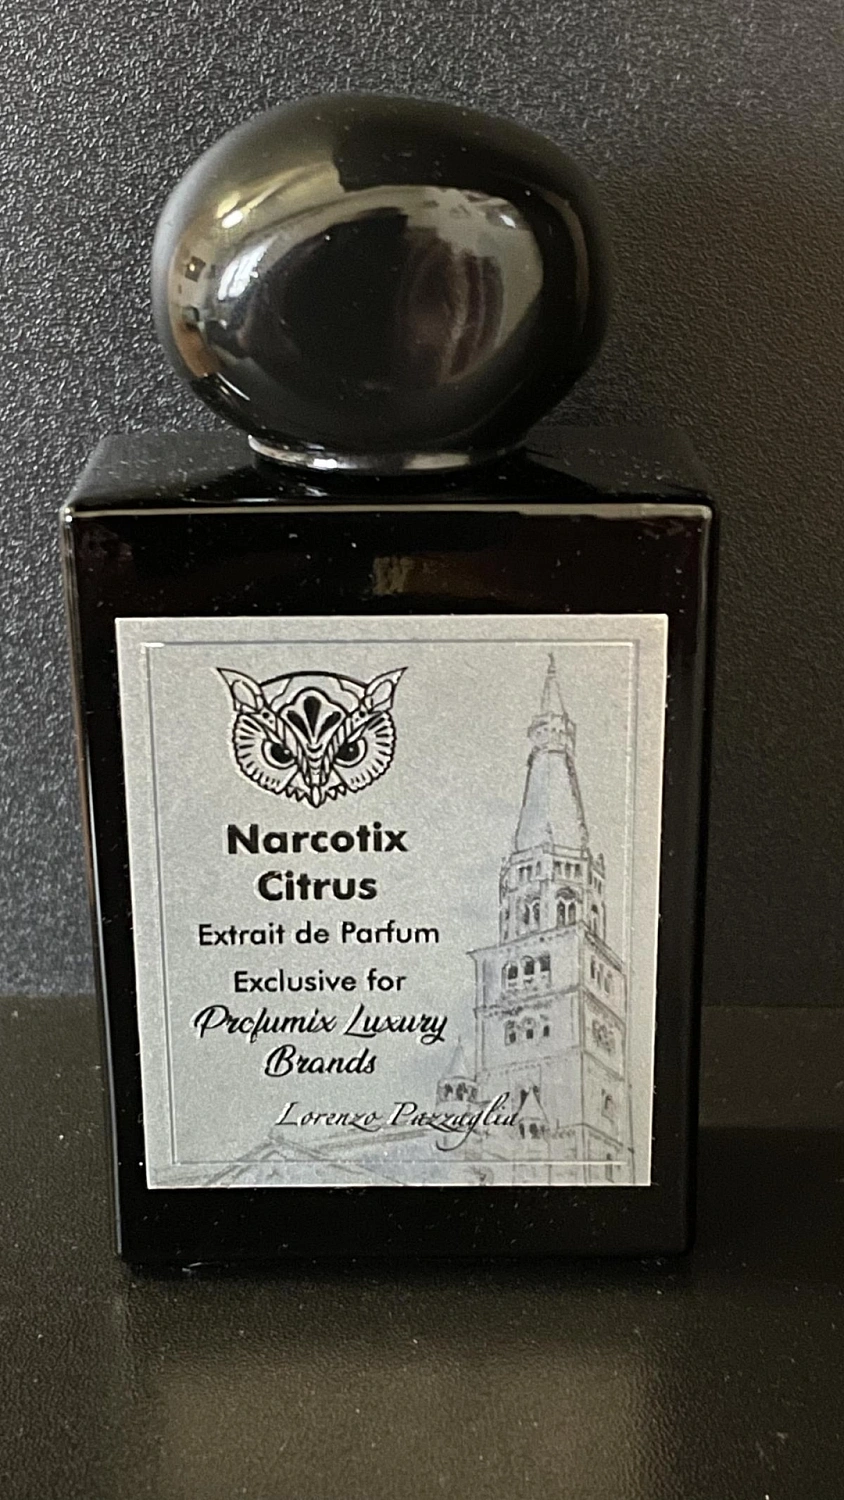 Narcotix
Citrus
Extrait de Parfum
Exclusive for
Profumix Luxury
Brands
Lorenzo Pazzaglia